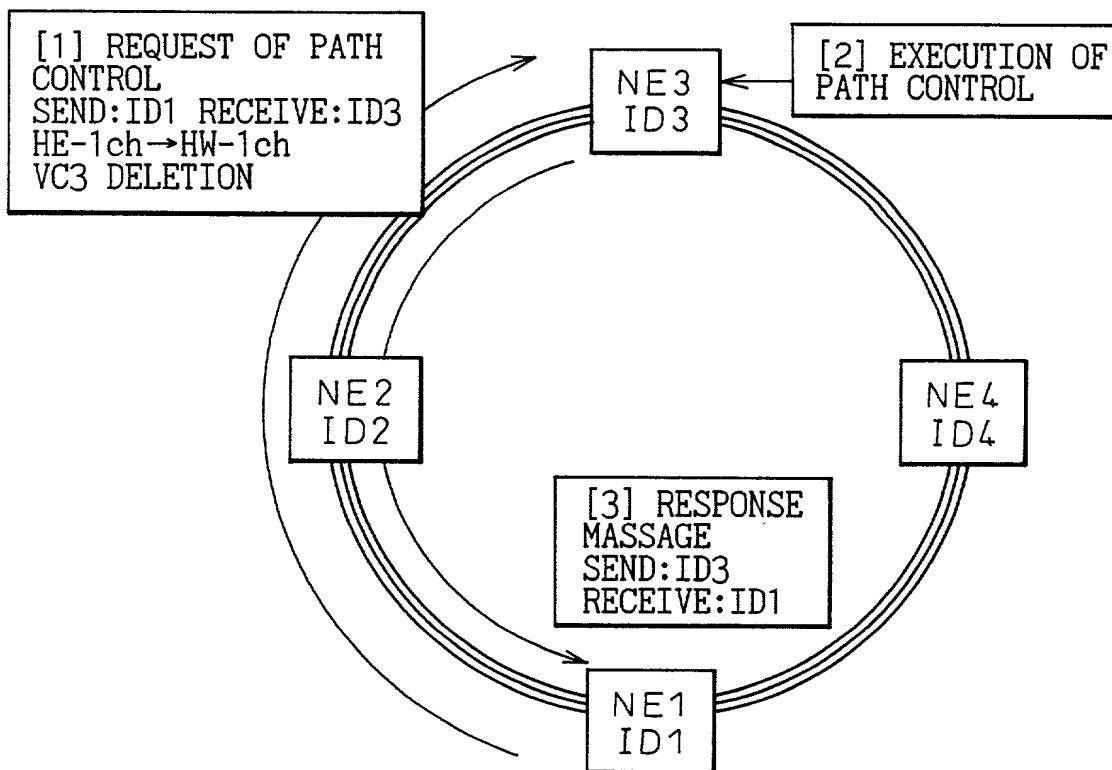 [1] REQUEST OF PATH
CONTROL
SEND:ID1 RECEIVE:ID3
HE-1ch→HW-1ch
VC3 DELETION
NE3
ID3
[2] EXECUTION OF
PATH CONTROL
NE2
ID2
NE4
ID4
[3] RESPONSE
MASSAGE
SEND:ID3
RECEIVE:ID1
NE1
ID1